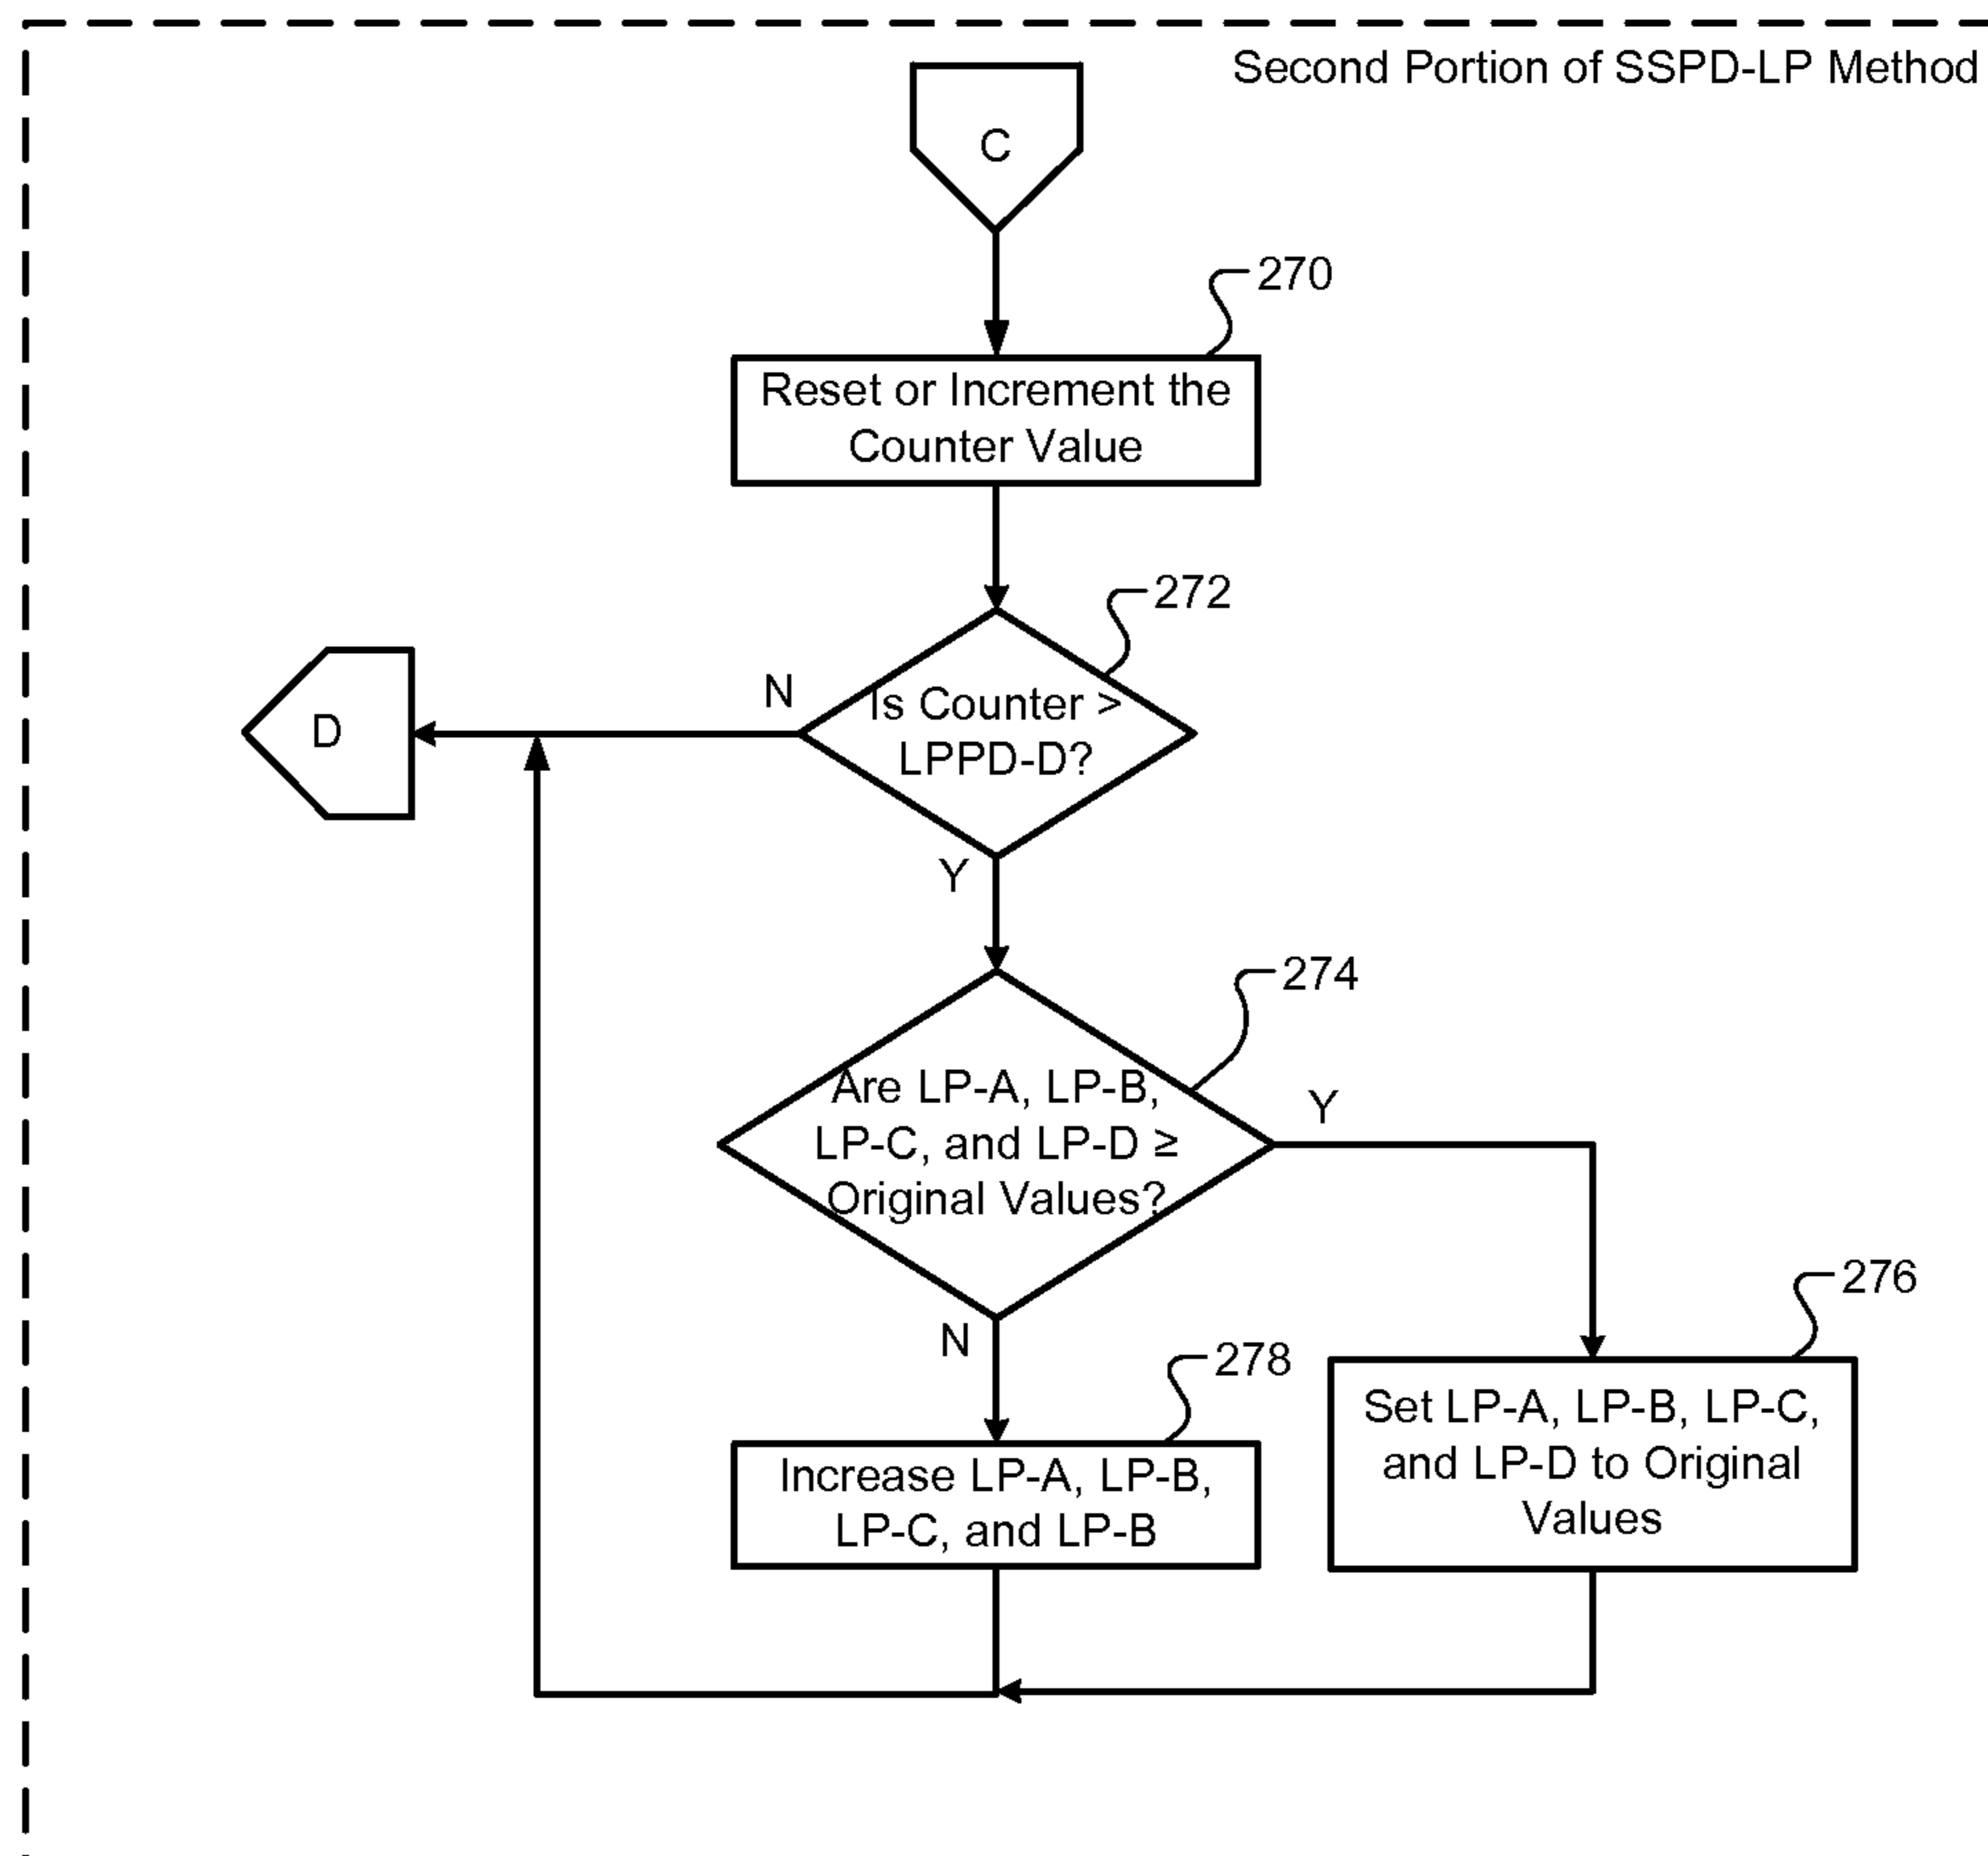 Second Portion of SSPD-LP Method
C
270
Reset or Increment the
Counter Value
272
N
Is Counter >
LPPD-D?
D
Y
274
Are LP-A, LP-B,
LP-C, and LP-D ≥
Original Values?
Y
276
N
278
Set LP-A, LP-B, LP-C,
and LP-D to Original
Values
Increase LP-A, LP-B,
LP-C, and LP-B